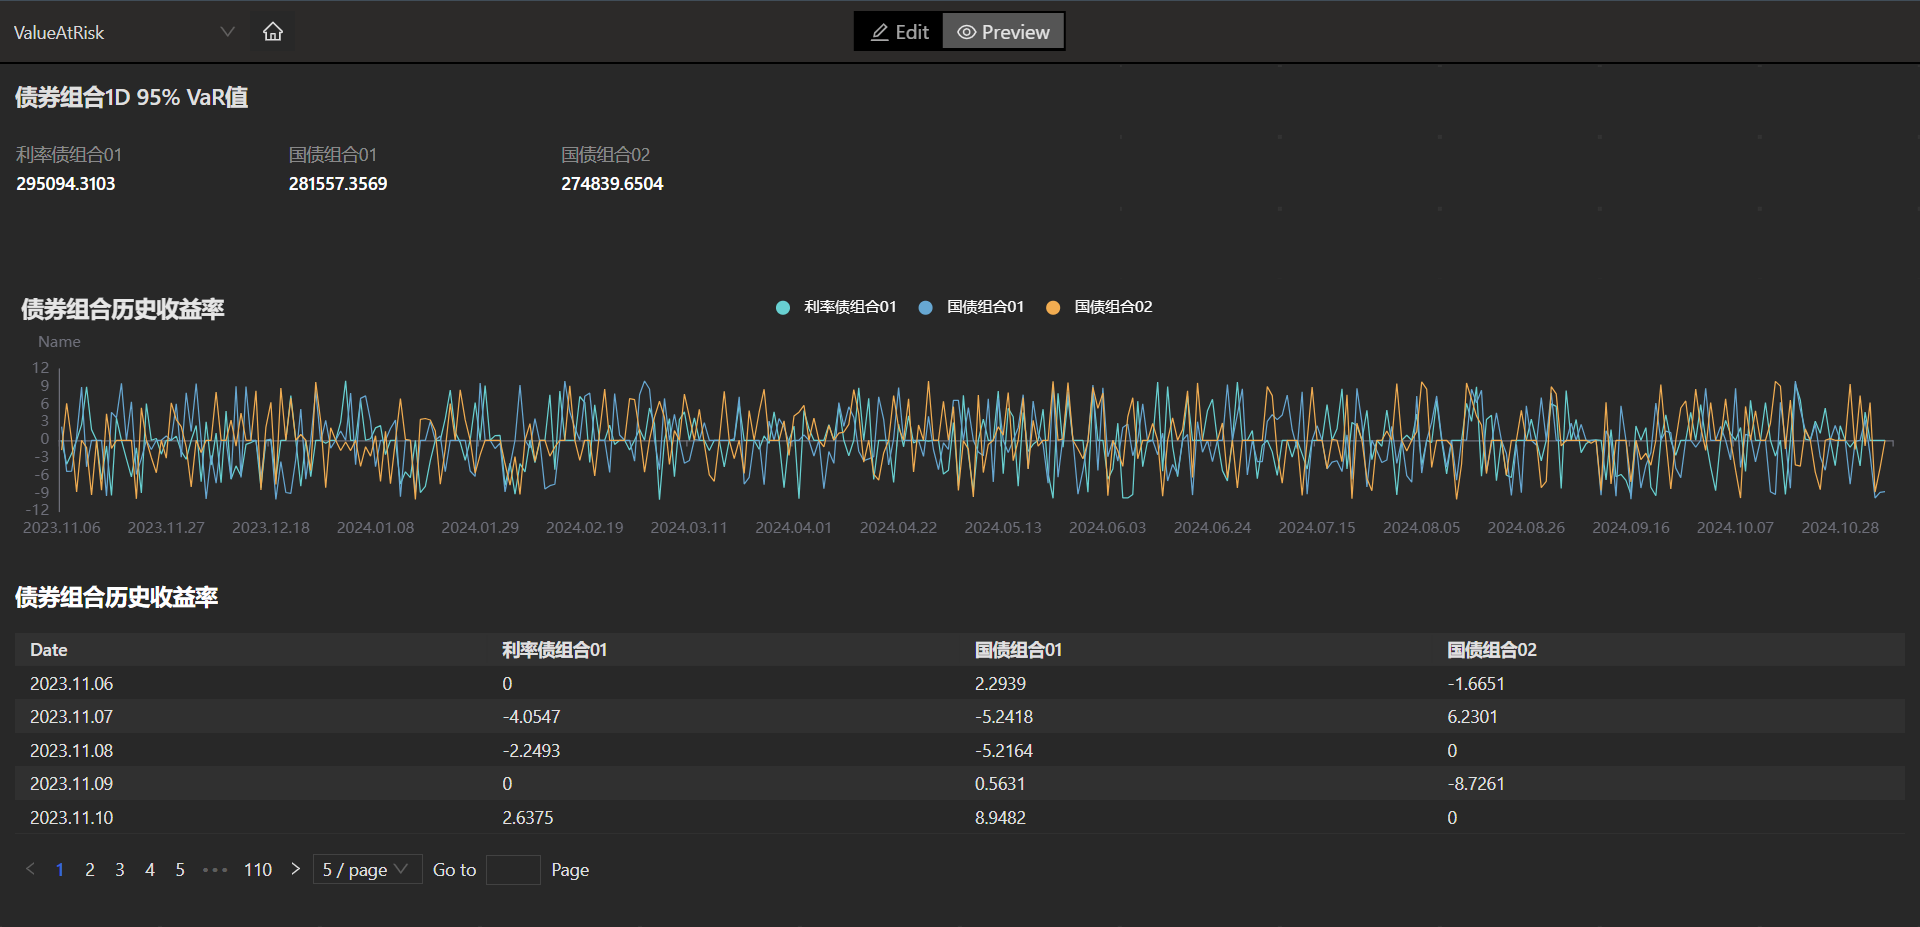 ValueAtRisk
Edit Preview
债券组合1D 95% VaR值
利率债组合01 国债组合01 国债组合02
295094.3103 281557.3569 274839.6504
债券组合历史收益率
利率债组合01 国债组合01 国债组合02
Name
12
9
6
3
0
-3
-6
-9
-12
2023.11.06 2023.11.27 2023.12.18 2024.01.08 2024.01.29 2024.02.19 2024.03.11 2024.04.01 2024.04.22 2024.05.13 2024.06.03 2024.06.24 2024.07.15 2024.08.05 2024.08.26 2024.09.16 2024.10.07 2024.10.28
债券组合历史收益率
Date 利率债组合01 国债组合01 国债组合02
2023.11.06 0 2.2939 -1.6651
2023.11.07 -4.0547 -5.2418 6.2301
2023.11.08 -2.2493 -5.2164 0
2023.11.09 0 0.5631 -8.7261
2023.11.10 2.6375 8.9482 0
< 1 2 3 4 5 ••• 110 > 5 / page Go to Page